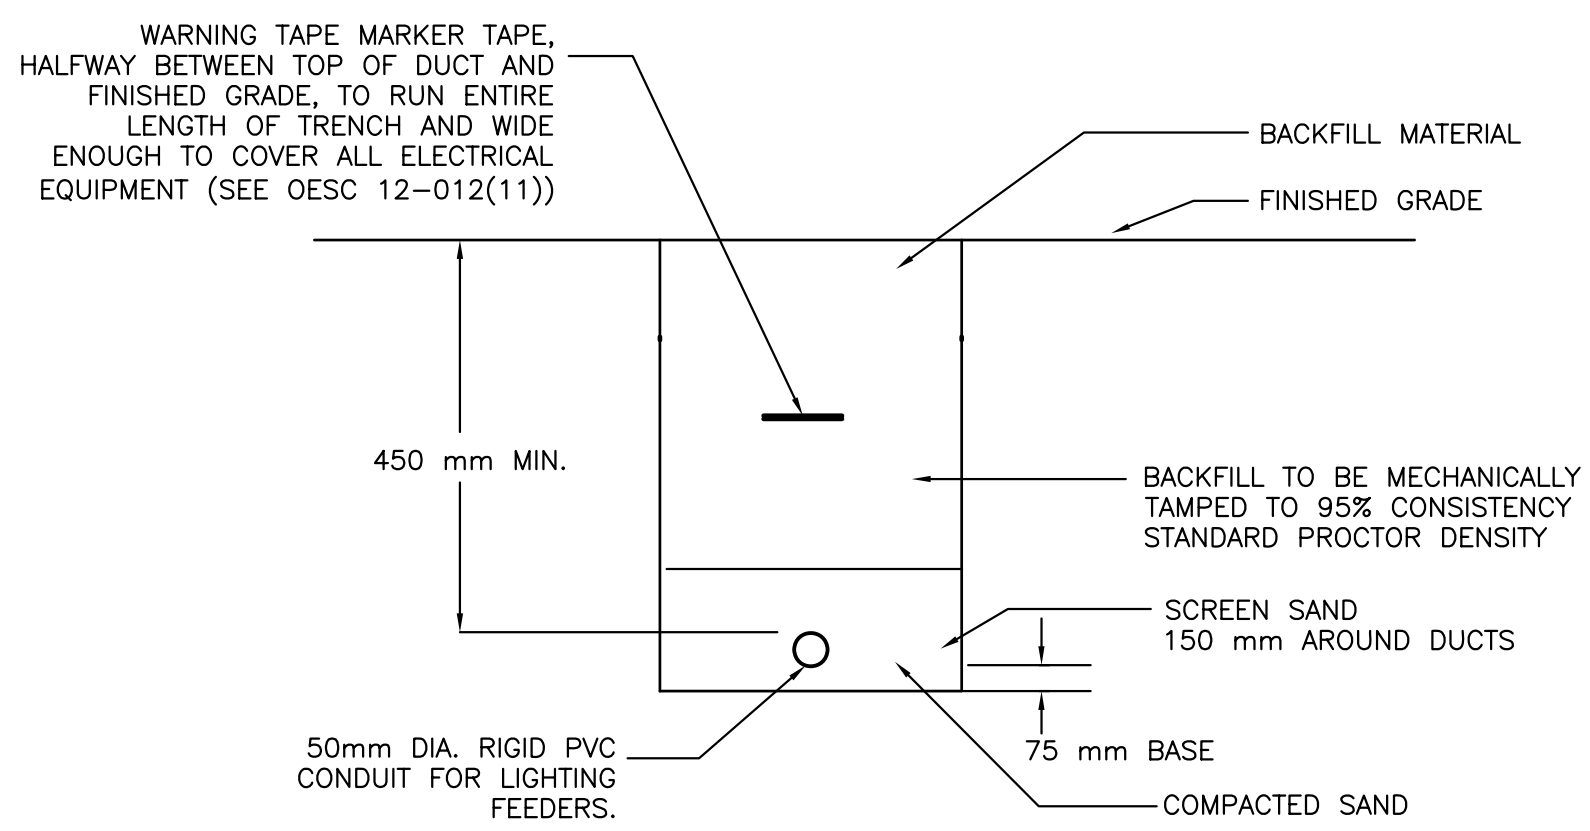 WARNING TAPE MARKER TAPE,
HALFWAY BETWEEN TOP OF DUCT AND
FINISHED GRADE, TO RUN ENTIRE
LENGTH OF TRENCH AND WIDE
ENOUGH TO COVER ALL ELECTRICAL
EQUIPMENT (SEE OESC 12-012(11))
BACKFILL MATERIAL
FINISHED GRADE
450 mm MIN.
BACKFILL TO BE MECHANICALLY
TAMPED TO 95% CONSISTENCY
STANDARD PROCTOR DENSITY
SCREEN SAND
150 mm AROUND DUCTS
50mm DIA. RIGID PVC
CONDUIT FOR LIGHTING
FEEDERS.
75 mm BASE
COMPACTED SAND